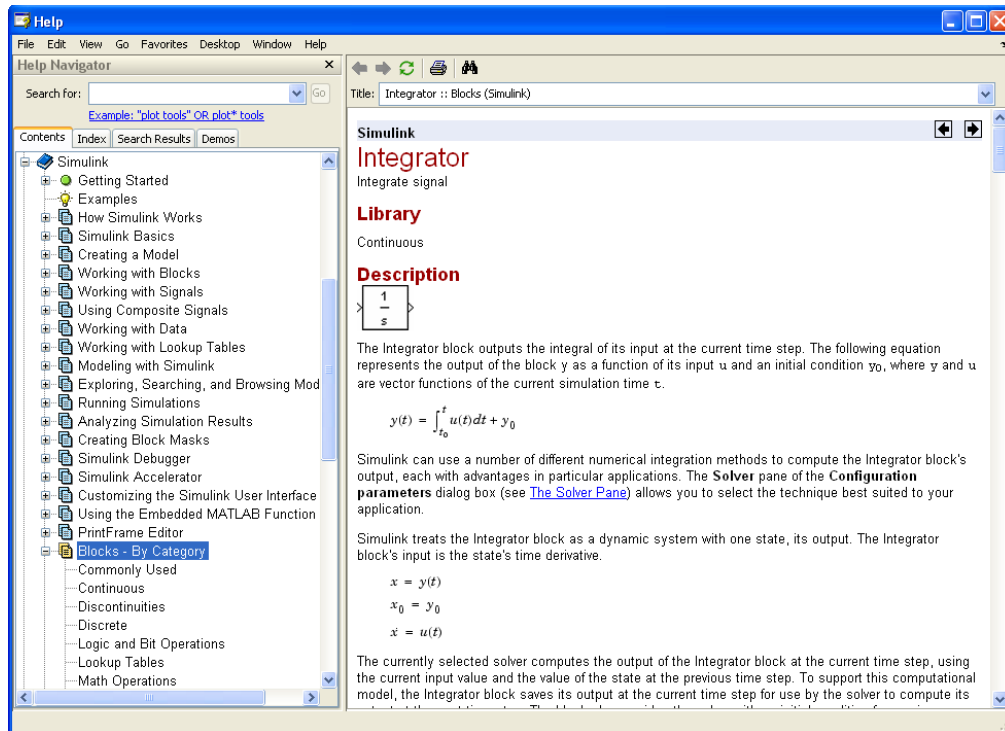 Help
File Edit View Go Favorites Desktop Window Help
Help Navigator
Search for:
Go
Example: "plot tools" OR plot* tools
Contents Index Search Results Demos
Simulink
Getting Started
Examples
How Simulink Works
Simulink Basics
Creating a Model
Working with Blocks
Working with Signals
Using Composite Signals
Working with Data
Working with Lookup Tables
Modeling with Simulink
Exploring, Searching, and Browsing Mod
Running Simulations
Analyzing Simulation Results
Creating Block Masks
Simulink Debugger
Simulink Accelerator
Customizing the Simulink User Interface
Using the Embedded MATLAB Function
PrintFrame Editor
Blocks - By Category
Commonly Used
Continuous
Discontinuities
Discrete
Logic and Bit Operations
Lookup Tables
Math Operations
Title: Integrator :: Blocks (Simulink)
Simulink
Integrator
Integrate signal
Library
Continuous
Description
1
s
The Integrator block outputs the integral of its input at the current time step. The following equation
represents the output of the block y as a function of its input u and an initial condition y₀, where y and u
are vector functions of the current simulation time t.
y(t) = ∫ₜ₀ᵗ u(t)dt + y₀
Simulink can use a number of different numerical integration methods to compute the Integrator block's
output, each with advantages in particular applications. The Solver pane of the Configuration
parameters dialog box (see The Solver Pane) allows you to select the technique best suited to your
application.
Simulink treats the Integrator block as a dynamic system with one state, its output. The Integrator
block's input is the state's time derivative.
x = y(t)
x₀ = y₀
ẋ = u(t)
The currently selected solver computes the output of the Integrator block at the current time step, using
the current input value and the value of the state at the previous time step. To support this computational
model, the Integrator block saves its output at the current time step for use by the solver to compute its